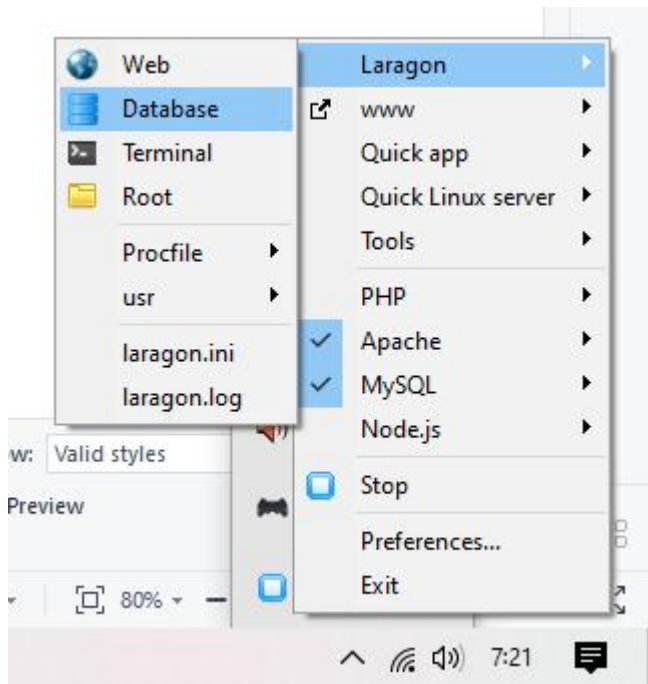 Web
Database
Terminal
Root
Procfile
usr
laragon.ini
laragon.log
Laragon
www
Quick app
Quick Linux server
Tools
PHP
Apache
MySQL
Node.js
Stop
Preferences...
Exit
w: Valid styles
Preview
80%
7:21